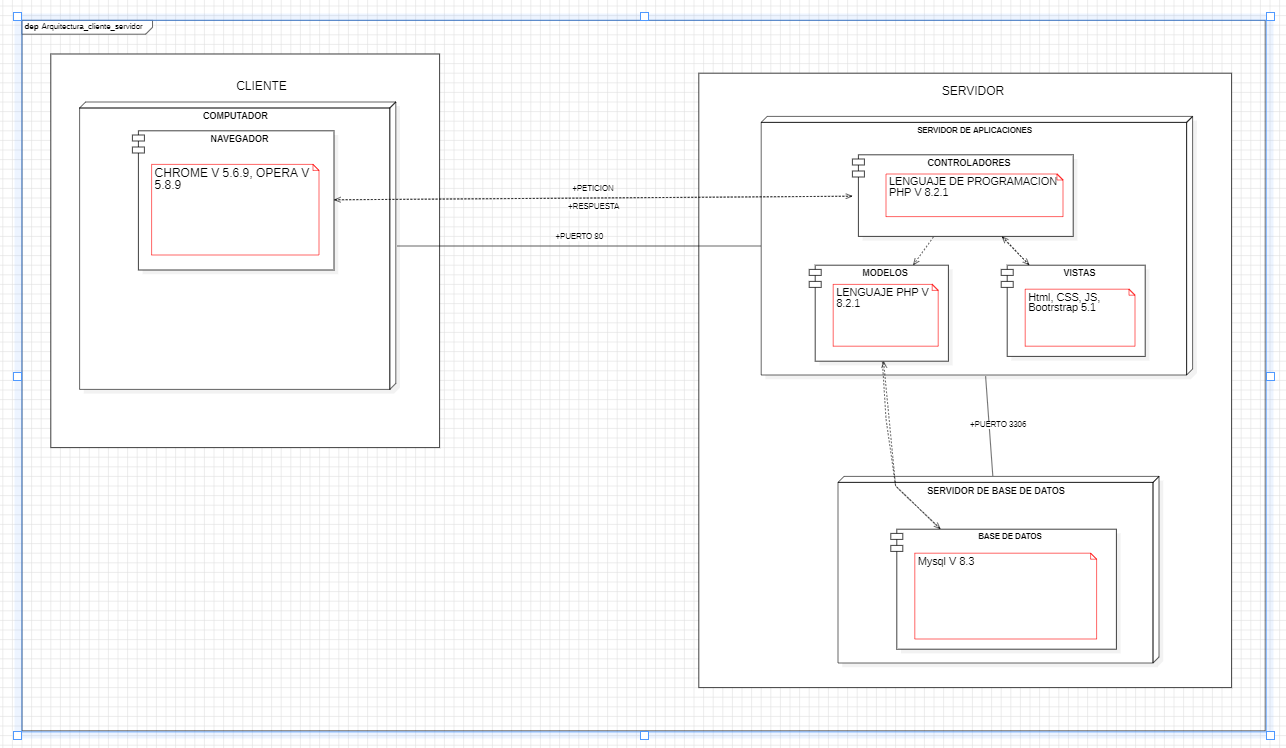 dep Arquitectura_cliente_servidor
CLIENTE
COMPUTADOR
NAVEGADOR
CHROME V 5.6.9, OPERA V
5.8.9
+PETICION
+RESPUESTA
+PUERTO 80
SERVIDOR
SERVIDOR DE APLICACIONES
CONTROLADORES
LENGUAJE DE PROGRAMACION
PHP V 8.2.1
MODELOS
LENGUAJE PHP V
8.2.1
VISTAS
Html, CSS, JS,
Bootrstrap 5.1
+PUERTO 3306
SERVIDOR DE BASE DE DATOS
BASE DE DATOS
Mysql V 8.3